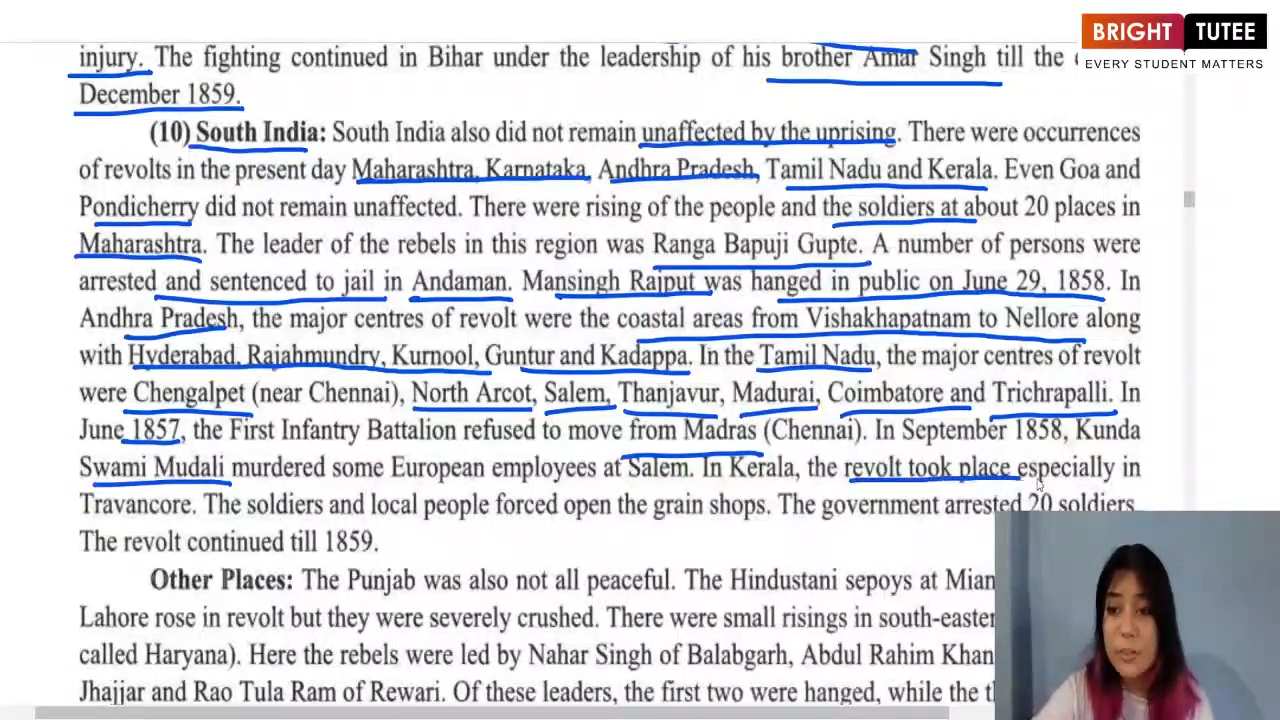 BRIGHT TUTEE
EVERY STUDENT MATTERS
injury. The fighting continued in Bihar under the leadership of his brother Amar Singh till the
December 1859.
(10) South India: South India also did not remain unaffected by the uprising. There were occurrences
of revolts in the present day Maharashtra, Karnataka, Andhra Pradesh, Tamil Nadu and Kerala. Even Goa and
Pondicherry did not remain unaffected. There were rising of the people and the soldiers at about 20 places in
Maharashtra. The leader of the rebels in this region was Ranga Bapuji Gupte. A number of persons were
arrested and sentenced to jail in Andaman. Mansingh Rajput was hanged in public on June 29, 1858. In
Andhra Pradesh, the major centres of revolt were the coastal areas from Vishakhapatnam to Nellore along
with Hyderabad, Rajahmundry, Kurnool, Guntur and Kadappa. In the Tamil Nadu, the major centres of revolt
were Chengalpet (near Chennai), North Arcot, Salem, Thanjavur, Madurai, Coimbatore and Trichrapalli. In
June 1857, the First Infantry Battalion refused to move from Madras (Chennai). In September 1858, Kunda
Swami Mudali murdered some European employees at Salem. In Kerala, the revolt took place especially in
Travancore. The soldiers and local people forced open the grain shops. The government arrested 20 soldiers.
The revolt continued till 1859.
Other Places: The Punjab was also not all peaceful. The Hindustani sepoys at Mian
Lahore rose in revolt but they were severely crushed. There were small risings in south-easter
called Haryana). Here the rebels were led by Nahar Singh of Balabgarh, Abdul Rahim Khan
Jhajjar and Rao Tula Ram of Rewari. Of these leaders, the first two were hanged, while the